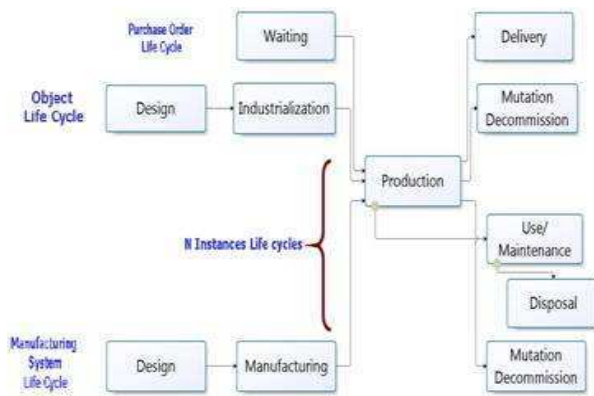 Purchase Order
Life Cycle
Waiting
Delivery
Object
Life Cycle
Design
Industrialization
Mutation
Decommission
Production
N Instances Life cycles
Use/
Maintenance
Disposal
Manufacturing
System
Life Cycle
Design
Manufacturing
Mutation
Decommission